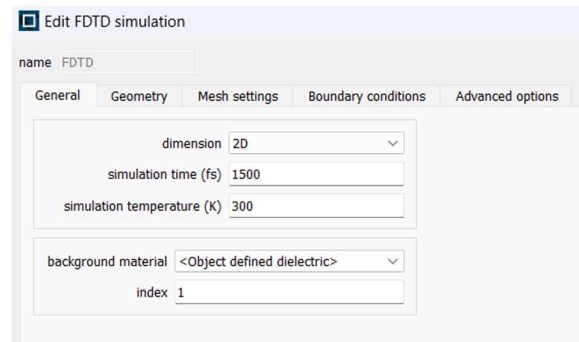 Edit FDTD simulation
name FDTD
General Geometry Mesh settings Boundary conditions Advanced options
dimension 2D
simulation time (fs) 1500
simulation temperature (K) 300
background material <Object defined dielectric>
index 1